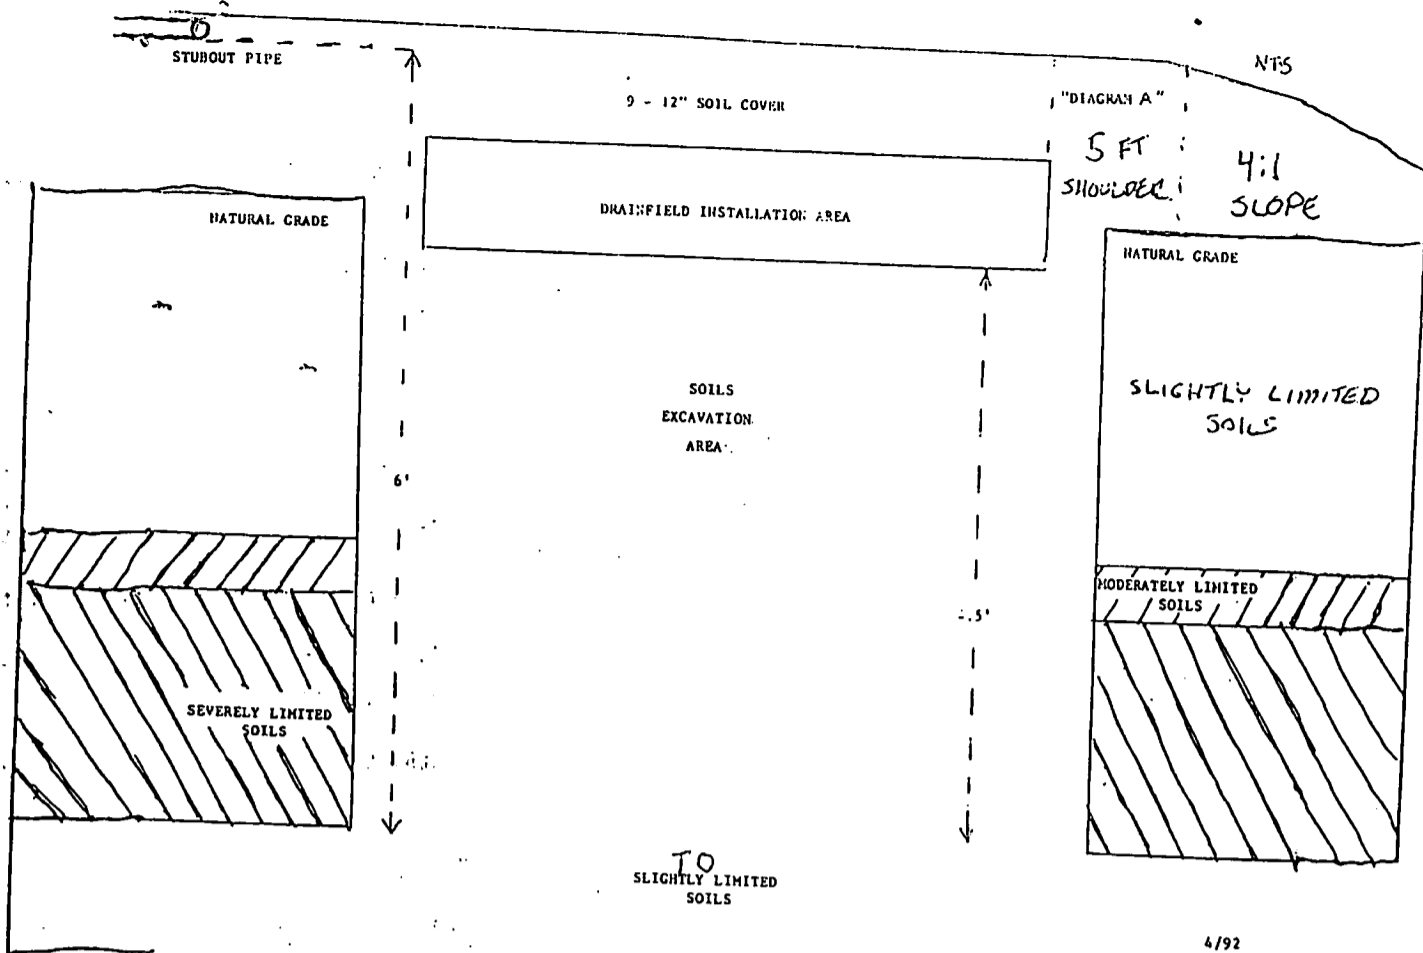 STUBOUT PIPE
NTS
9 - 12" SOIL COVER
"DIAGRAM A"
5 FT
SHOULDER
4:1
SLOPE
NATURAL GRADE
DRAINFIELD INSTALLATION AREA
NATURAL GRADE
SOILS
EXCAVATION
AREA
SLIGHTLY LIMITED
SOILS
6'
MODERATELY LIMITED
SOILS
.5'
SEVERELY LIMITED
SOILS
TO
SLIGHTLY LIMITED
SOILS
4/92